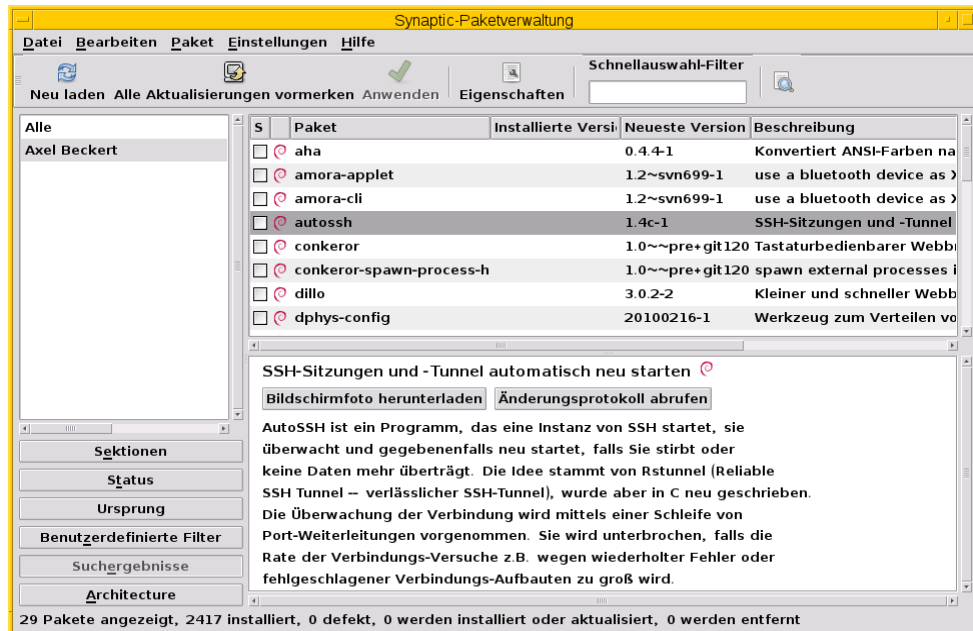 Synaptic-Paketverwaltung
Datei Bearbeiten Paket Einstellungen Hilfe
Neu laden Alle Aktualisierungen vormerken Anwenden Eigenschaften Schnellauswahl-Filter
Alle
Axel Beckert
S Paket Installierte Versi Neueste Version Beschreibung
aha 0.4.4-1 Konvertiert ANSI-Farben na
amora-applet 1.2~svn699-1 use a bluetooth device as X
amora-cli 1.2~svn699-1 use a bluetooth device as X
autossh 1.4c-1 SSH-Sitzungen und -Tunnel
conkeror 1.0~~pre+git120 Tastaturbedienbarer Webb
conkeror-spawn-process-h 1.0~~pre+git120 spawn external processes i
dillo 3.0.2-2 Kleiner und schneller Webb
dphys-config 20100216-1 Werkzeug zum Verteilen vo
SSH-Sitzungen und -Tunnel automatisch neu starten
Bildschirmfoto herunterladen Änderungsprotokoll abrufen
AutoSSH ist ein Programm, das eine Instanz von SSH startet, sie
überwacht und gegebenenfalls neu startet, falls Sie stirbt oder
keine Daten mehr überträgt. Die Idee stammt von Rstunnel (Reliable
SSH Tunnel -- verlässlicher SSH-Tunnel), wurde aber in C neu geschrieben.
Die Überwachung der Verbindung wird mittels einer Schleife von
Port-Weiterleitungen vorgenommen. Sie wird unterbrochen, falls die
Rate der Verbindungs-Versuche z.B. wegen wiederholter Fehler oder
fehlgeschlagener Verbindungs-Aufbauten zu groß wird.
Sektionen
Status
Ursprung
Benutzerdefinierte Filter
Suchergebnisse
Architecture
29 Pakete angezeigt, 2417 installiert, 0 defekt, 0 werden installiert oder aktualisiert, 0 werden entfernt